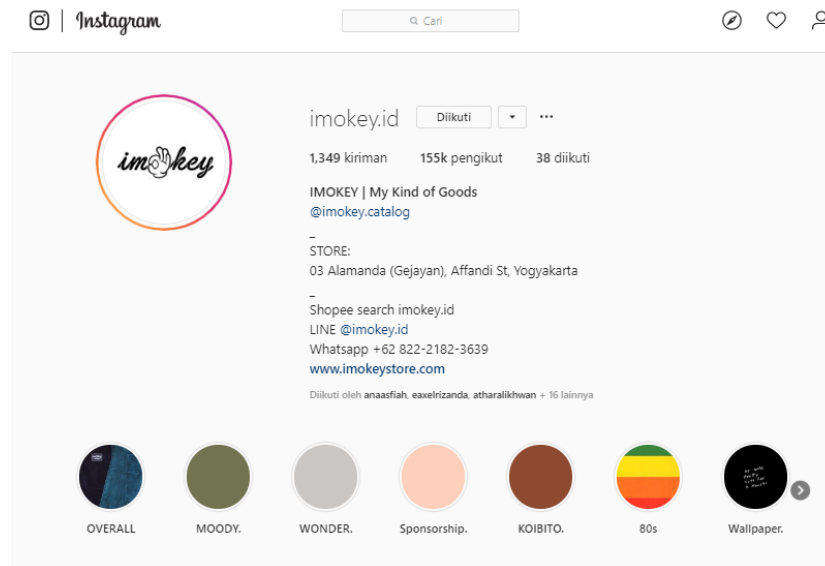 Instagram
Cari
imokey
imokey.id Diikuti
1,349 kiriman 155k pengikut 38 diikuti
IMOKEY | My Kind of Goods
@imokey.catalog
_
STORE:
03 Alamanda (Gejayan), Affandi St, Yogyakarta
_
Shopee search imokey.id
LINE @imokey.id
Whatsapp +62 822-2182-3639
www.imokeystore.com
Diikuti oleh anaasfiah, eaxelrizanda, atharalikhwan + 16 lainnya
OVERALL MOODY. WONDER. Sponsorship. KOIBITO. 80s Wallpaper.